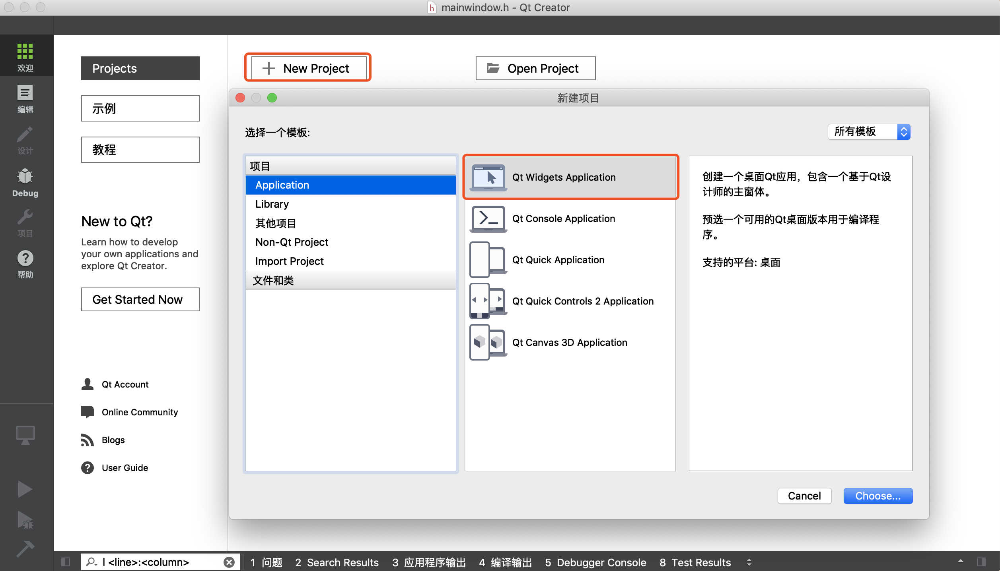 mainwindow.h - Qt Creator
欢迎
编辑
设计
Debug
项目
帮助
Projects
示例
教程
New to Qt?
Learn how to develop
your own applications and
explore Qt Creator.
Get Started Now
Qt Account
Online Community
Blogs
User Guide
New Project
Open Project
新建项目
选择一个模板:
所有模板
项目
Application
Library
其他项目
Non-Qt Project
Import Project
文件和类
Qt Widgets Application
Qt Console Application
Qt Quick Application
Qt Quick Controls 2 Application
Qt Canvas 3D Application
创建一个桌面Qt应用，包含一个基于Qt设
计师的主窗体。
预选一个可用的Qt桌面版本用于编译程
序。
支持的平台: 桌面
Cancel
Choose...
l <line>:<column>
1 问题
2 Search Results
3 应用程序输出
4 编译输出
5 Debugger Console
8 Test Results